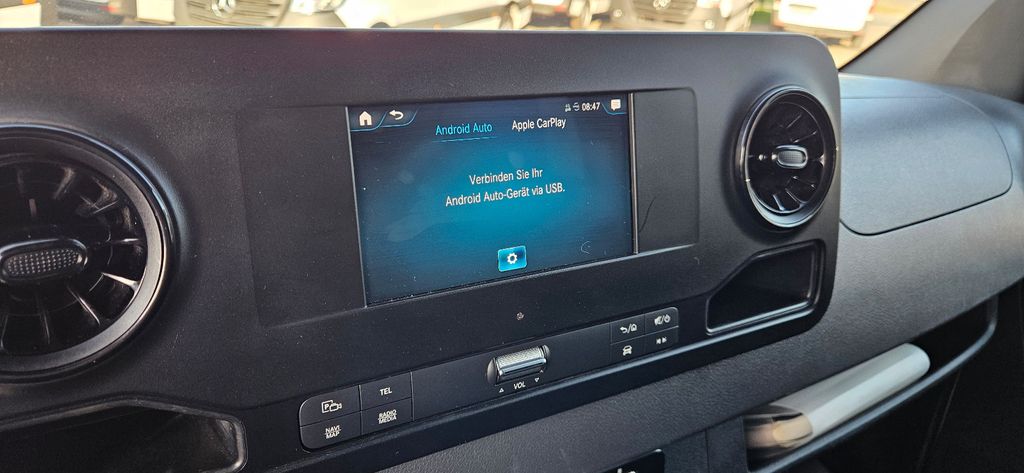 08:47
Android Auto
Apple CarPlay
Verbinden Sie Ihr
Android Auto-Gerät via USB.
TEL
NAVI
MAP
RADIO
MEDIA
VOL